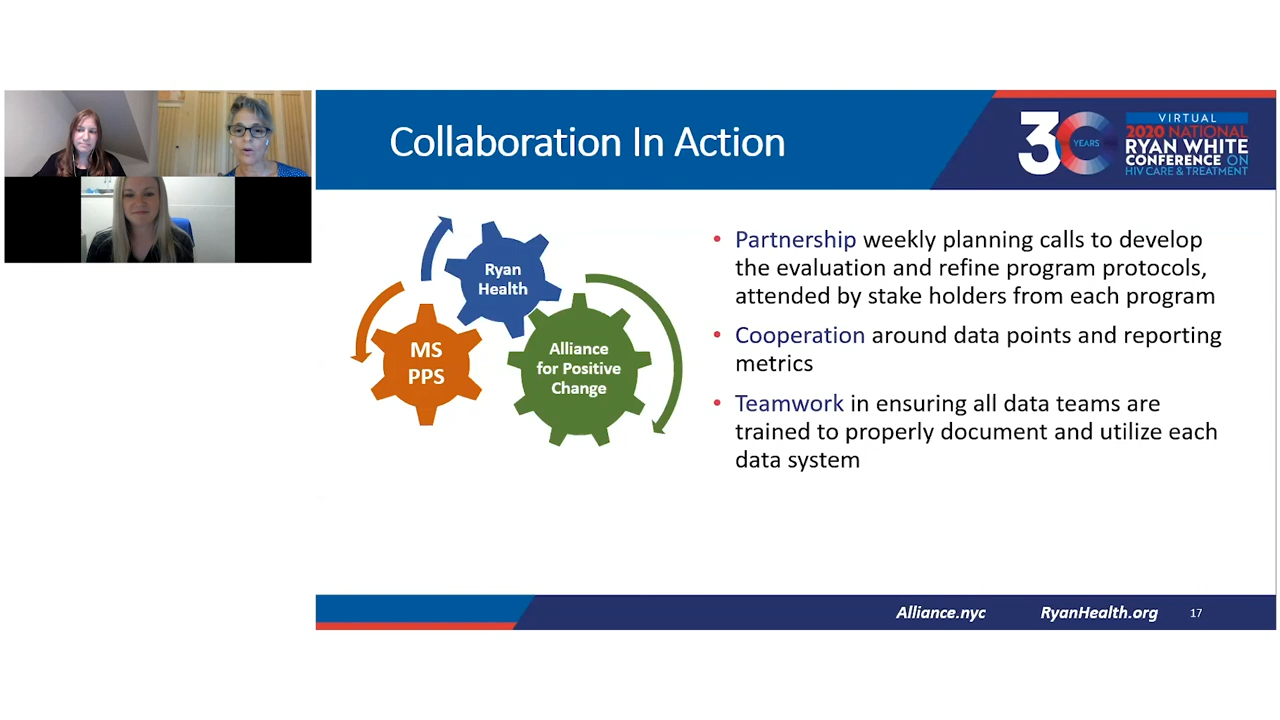 Collaboration In Action
30
YEARS
VIRTUAL
2020 NATIONAL
RYAN WHITE
CONFERENCE ON
HIV CARE & TREATMENT
Ryan
Health
MS
PPS
Alliance
for Positive
Change
• Partnership weekly planning calls to develop
the evaluation and refine program protocols,
attended by stake holders from each program
• Cooperation around data points and reporting
metrics
• Teamwork in ensuring all data teams are
trained to properly document and utilize each
data system
Alliance.nyc RyanHealth.org 17